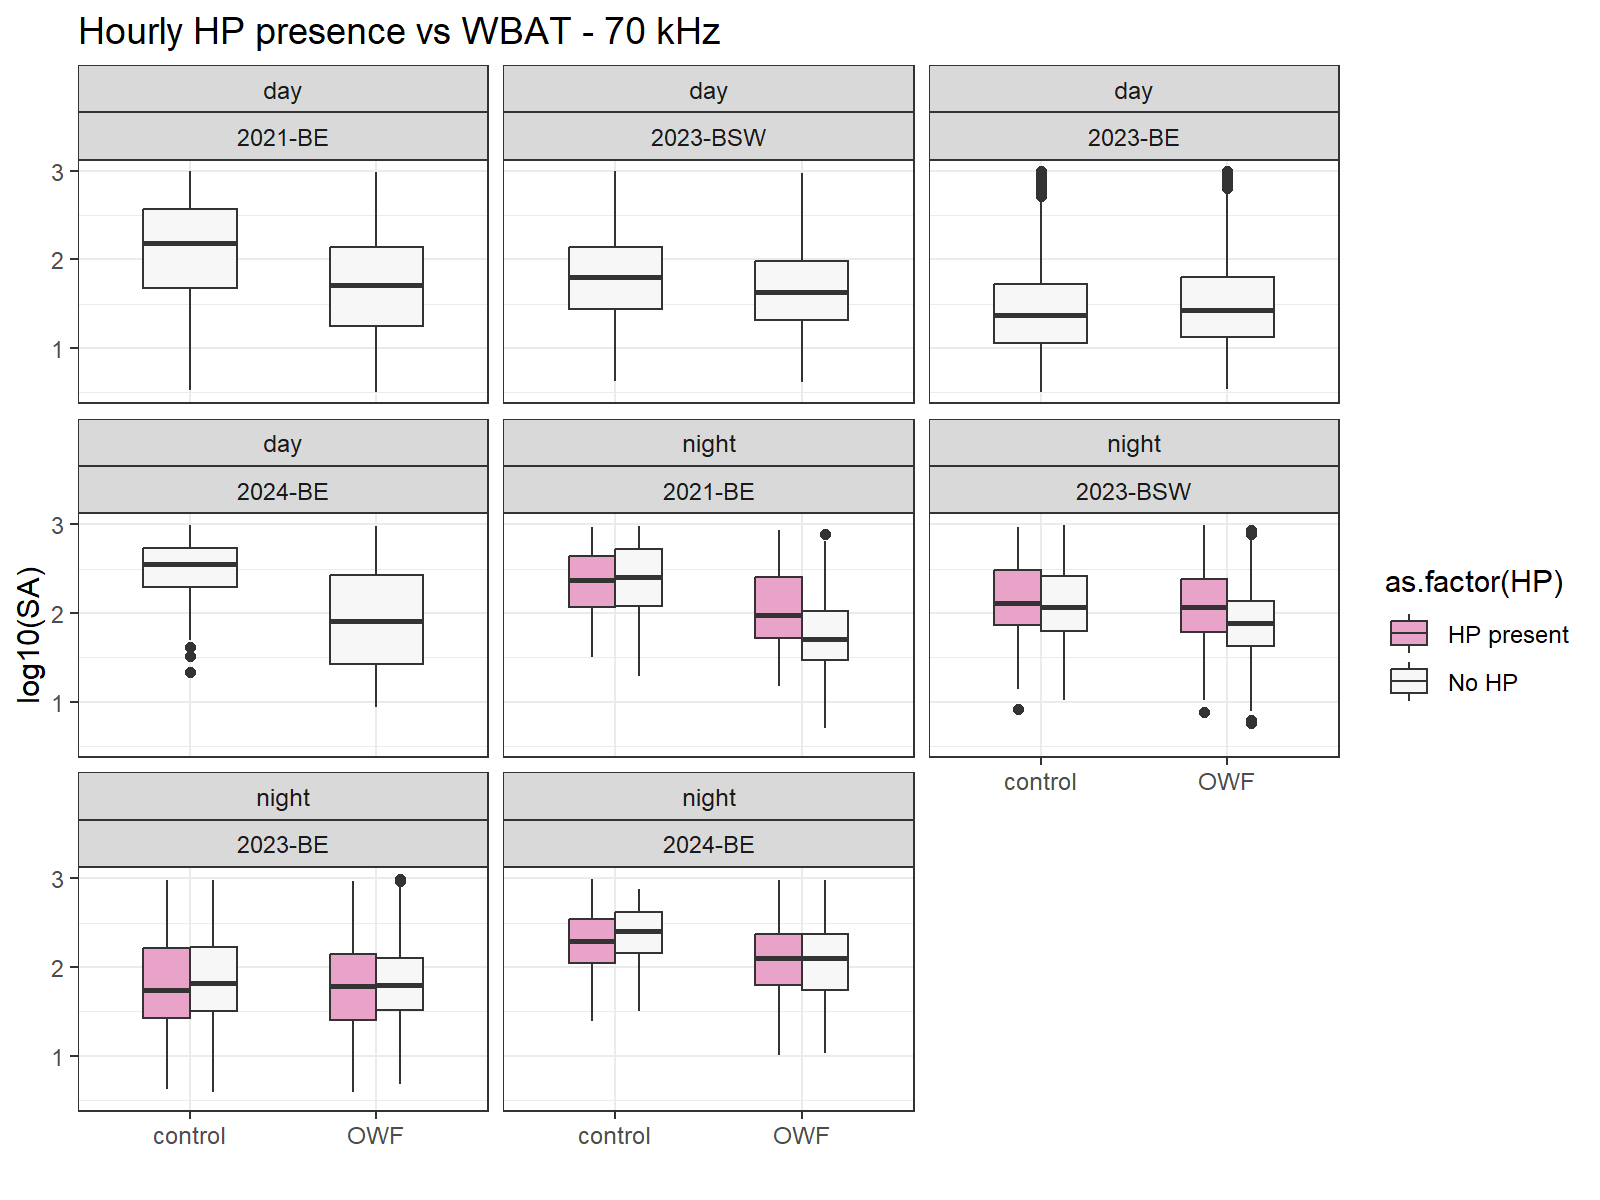 Hourly HP presence vs WBAT - 70 kHz
day
day
day
2021-BE
2023-BSW
2023-BE
3
2
1
day
night
night
2024-BE
2021-BE
2023-BSW
3
2
1
control
OWF
night
night
2023-BE
2024-BE
3
2
1
control
OWF
control
OWF
log10(SA)
as.factor(HP)
HP present
No HP